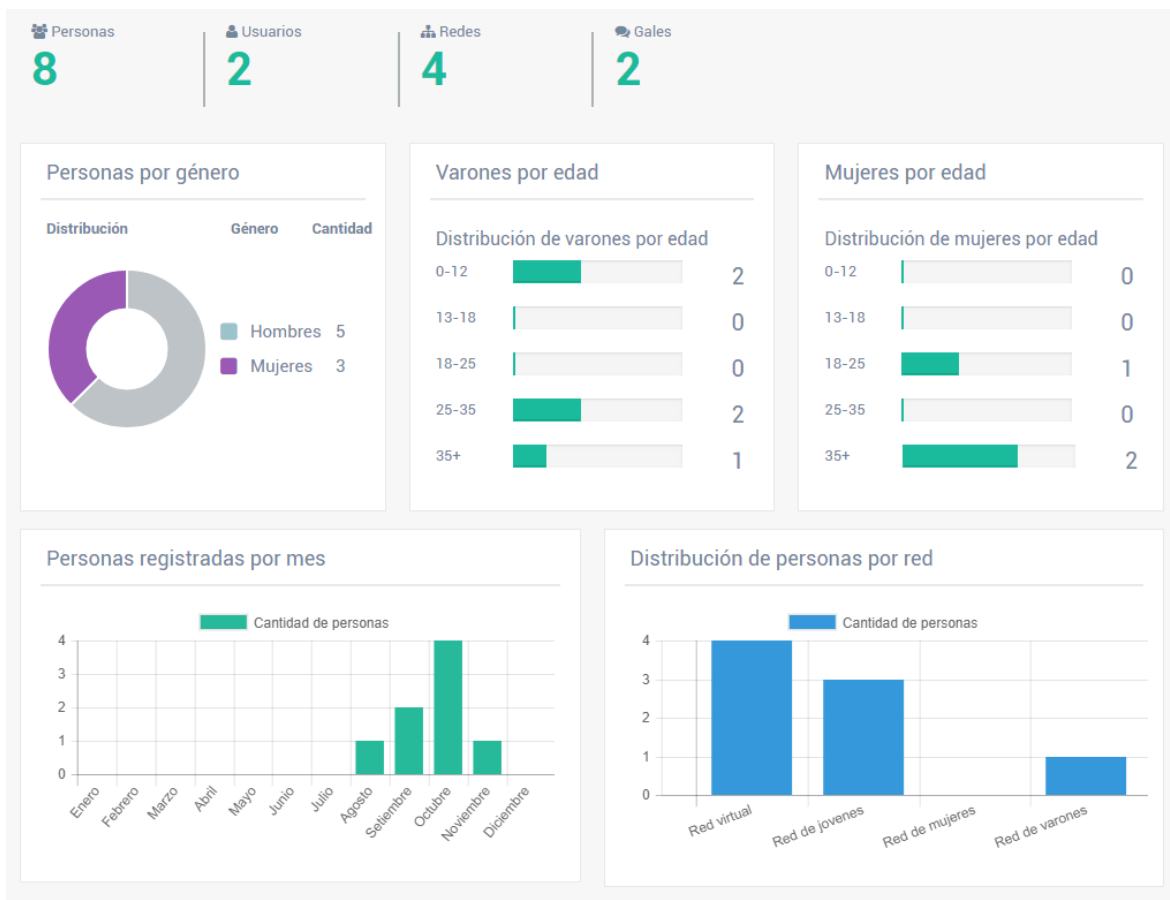 Personas Usuarios Redes Gales
8 2 4 2
Personas por género
Distribución Género Cantidad
Hombres 5
Mujeres 3
Varones por edad
Distribución de varones por edad
0-12 2
13-18 0
18-25 0
25-35 2
35+ 1
Mujeres por edad
Distribución de mujeres por edad
0-12 0
13-18 0
18-25 1
25-35 0
35+ 2
Personas registradas por mes
Cantidad de personas
4
3
2
1
0
Enero Febrero Marzo Abril Mayo Junio Julio Agosto Setiembre Octubre Noviembre Diciembre
Distribución de personas por red
Cantidad de personas
4
3
2
1
0
Red virtual Red de jovenes Red de mujeres Red de varones